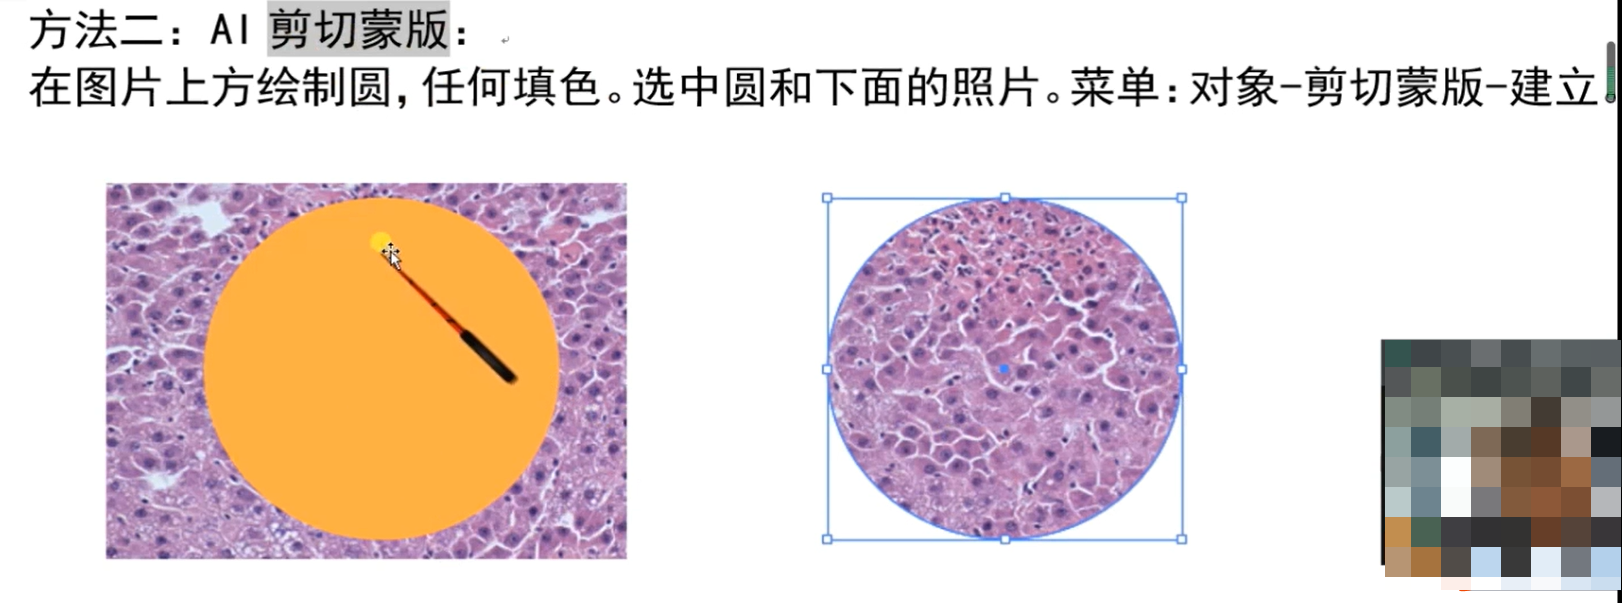 方法二：AI 剪切蒙版：
在图片上方绘制圆，任何填色。选中圆和下面的照片。菜单：对象-剪切蒙版-建立。